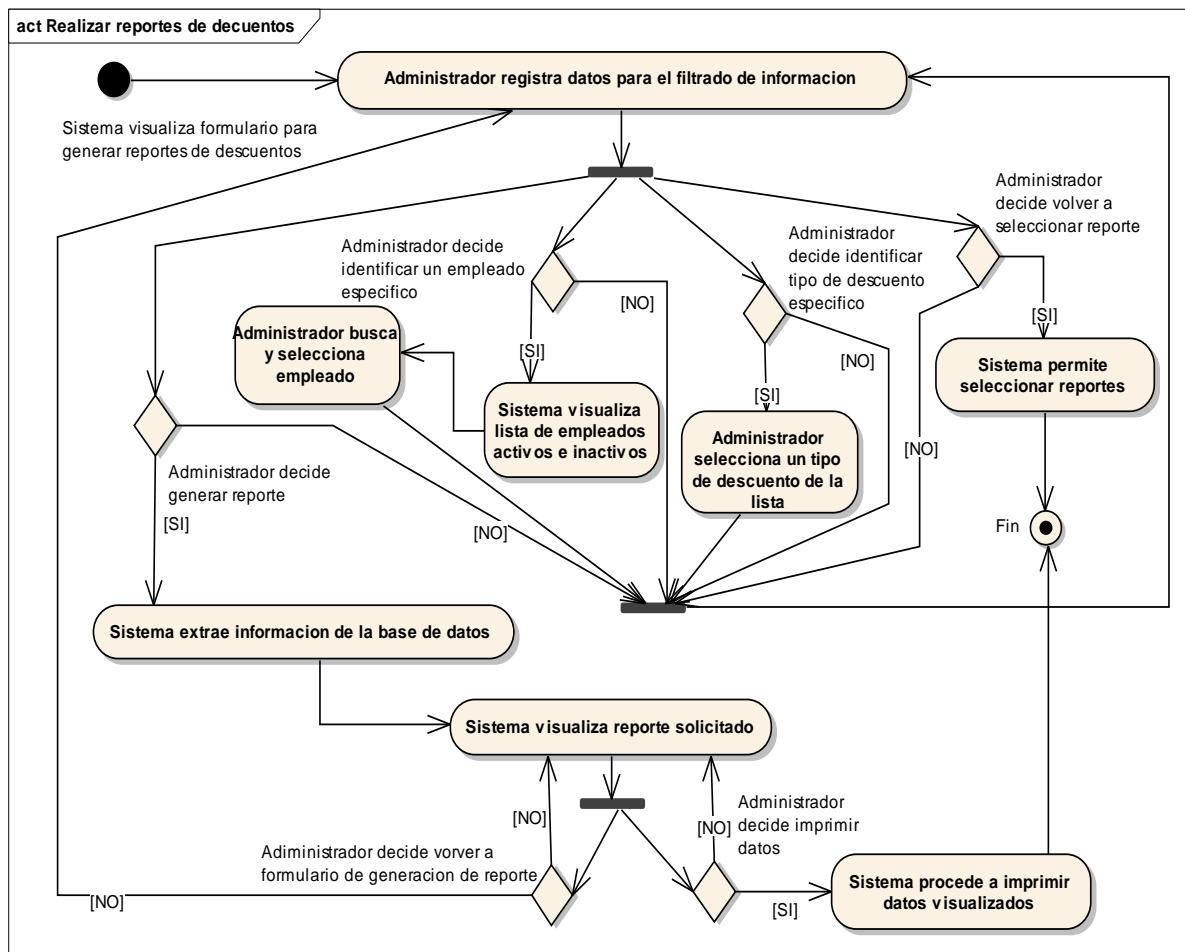 act Realizar reportes de decuentos
Administrador registra datos para el filtrado de informacion
Sistema visualiza formulario para
generar reportes de descuentos
Administrador
decide volver a
seleccionar reporte
Administrador decide
identificar un empleado
especifico
Administrador
decide identificar
tipo de descuento
especifico
[NO]
[SI]
Administrador busca
y selecciona
empleado
[SI]
[NO]
Sistema permite
seleccionar reportes
Sistema visualiza
lista de empleados
activos e inactivos
[SI]
Administrador
selecciona un tipo
de descuento de la
lista
[NO]
Administrador decide
generar reporte
[SI]
[NO]
Fin
Sistema extrae informacion de la base de datos
Sistema visualiza reporte solicitado
[NO]
[NO]
Administrador
decide imprimir
datos
Adiministrador decide vorver a
formulario de generacion de reporte
[NO]
[SI]
Sistema procede a imprimir
datos visualizados